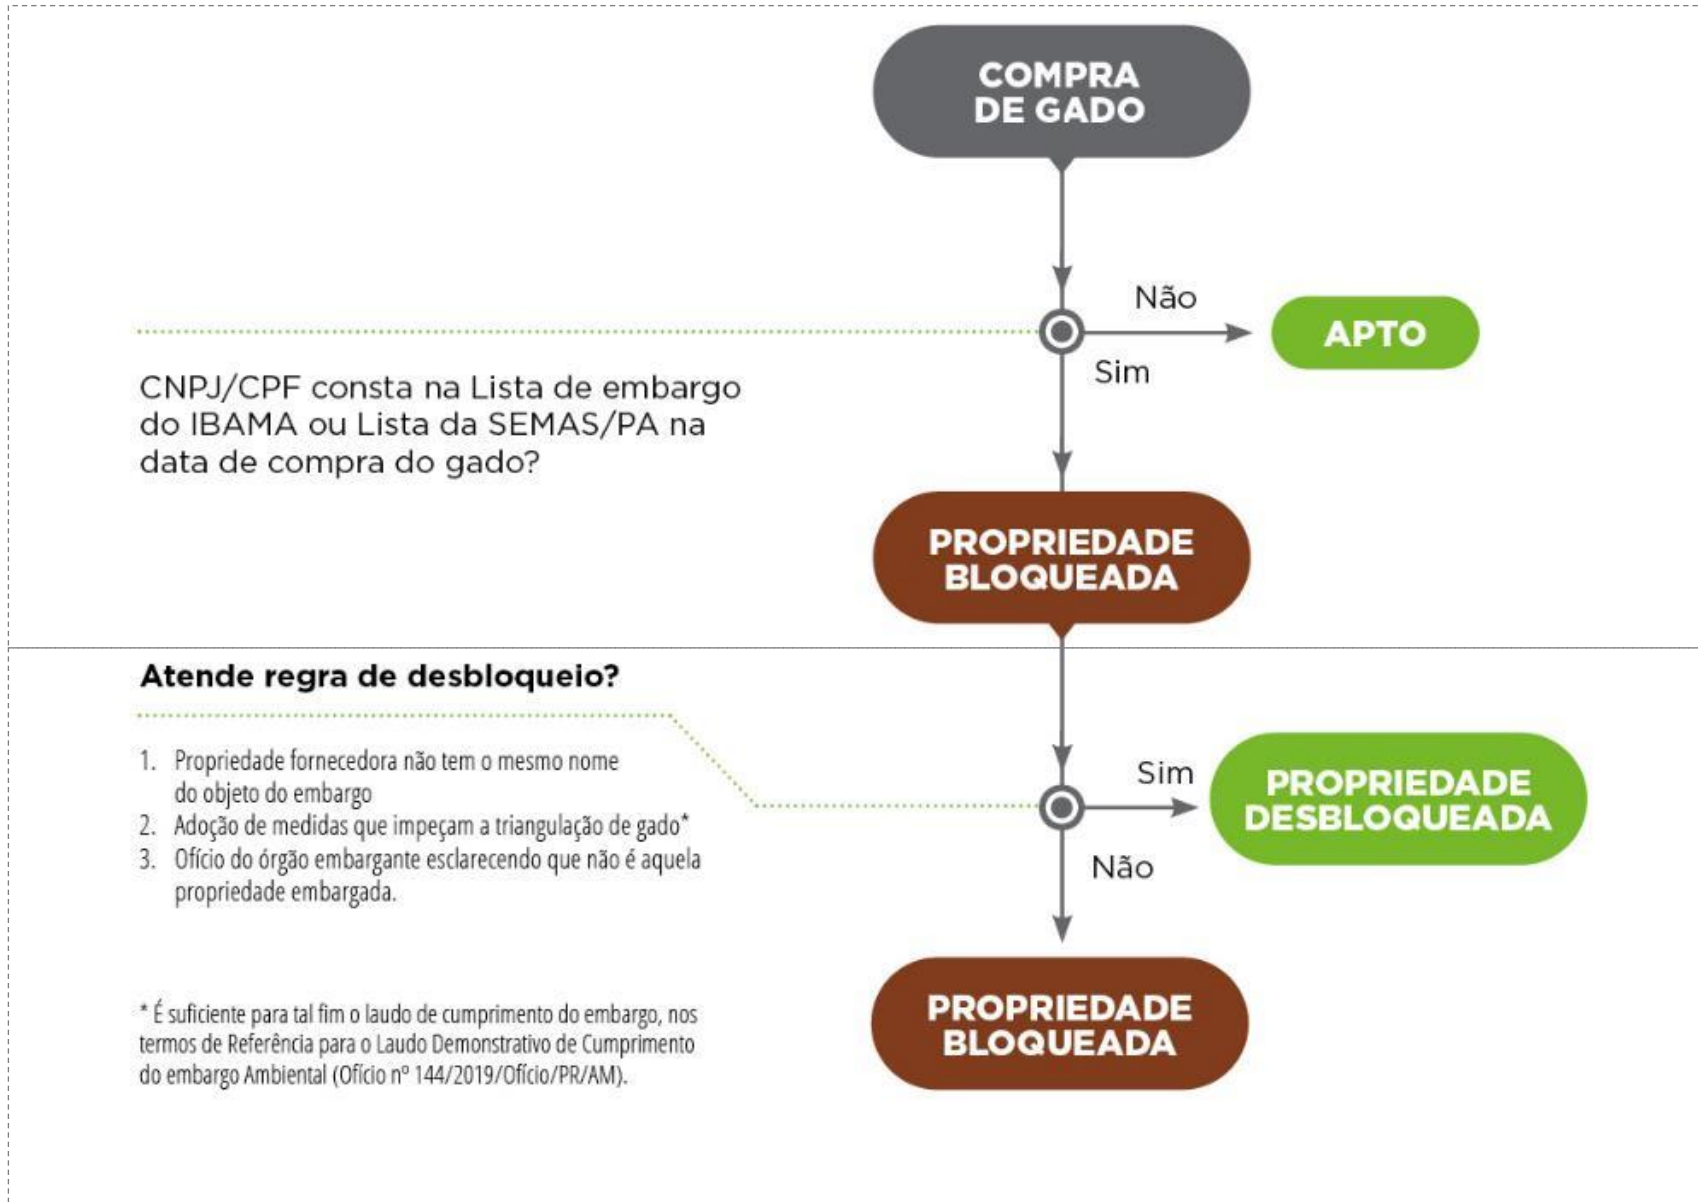 COMPRA
DE GADO
Não
APTO
Sim
CNPJ/CPF consta na Lista de embargo
do IBAMA ou Lista da SEMAS/PA na
data de compra do gado?
PROPRIEDADE
BLOQUEADA
Atende regra de desbloqueio?
1. Propriedade fornecedora não tem o mesmo nome
do objeto do embargo
2. Adoção de medidas que impeçam a triangulação de gado*
3. Ofício do órgão embargante esclarecendo que não é aquela
propriedade embargada.
Sim
PROPRIEDADE
DESBLOQUEADA
Não
* É suficiente para tal fim o laudo de cumprimento do embargo, nos
termos de Referência para o Laudo Demonstrativo de Cumprimento
do embargo Ambiental (Ofício nº 144/2019/Ofício/PR/AM).
PROPRIEDADE
BLOQUEADA